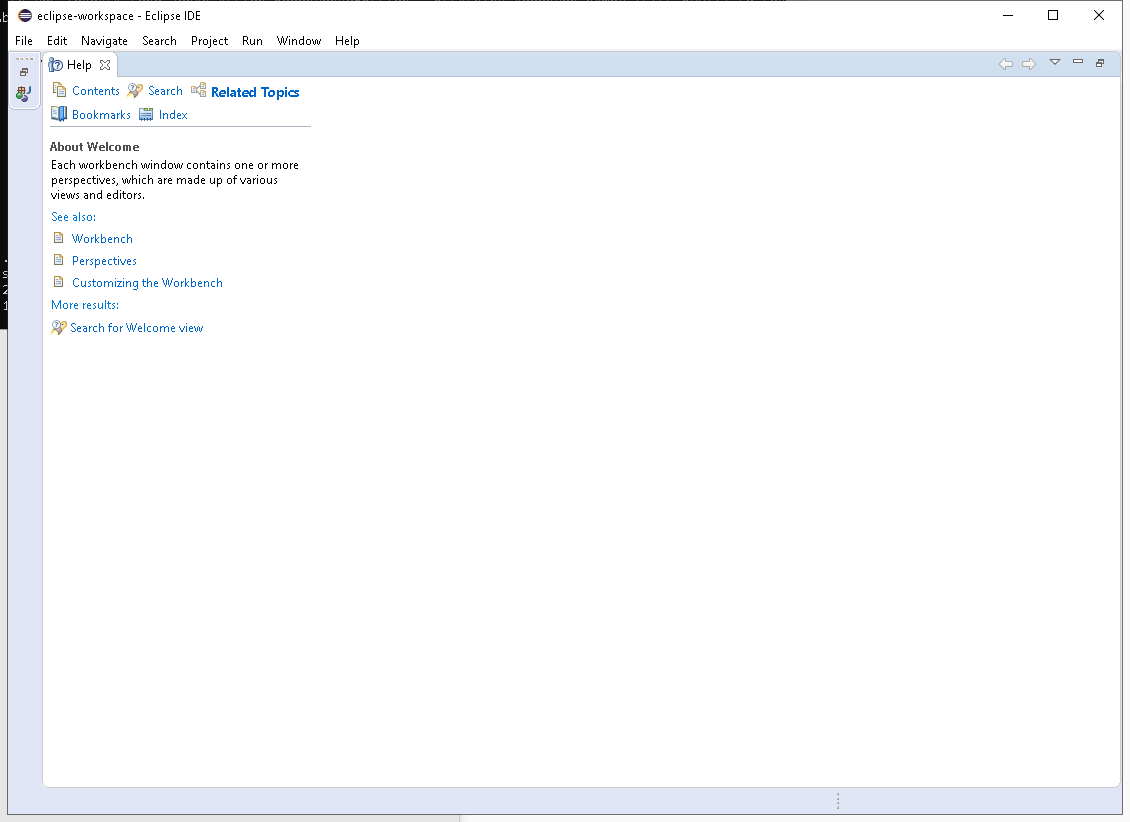 eclipse-workspace - Eclipse IDE
File Edit Navigate Search Project Run Window Help
Help
Contents Search Related Topics
Bookmarks Index
About Welcome
Each workbench window contains one or more
perspectives, which are made up of various
views and editors.
See also:
Workbench
Perspectives
Customizing the Workbench
More results:
Search for Welcome view